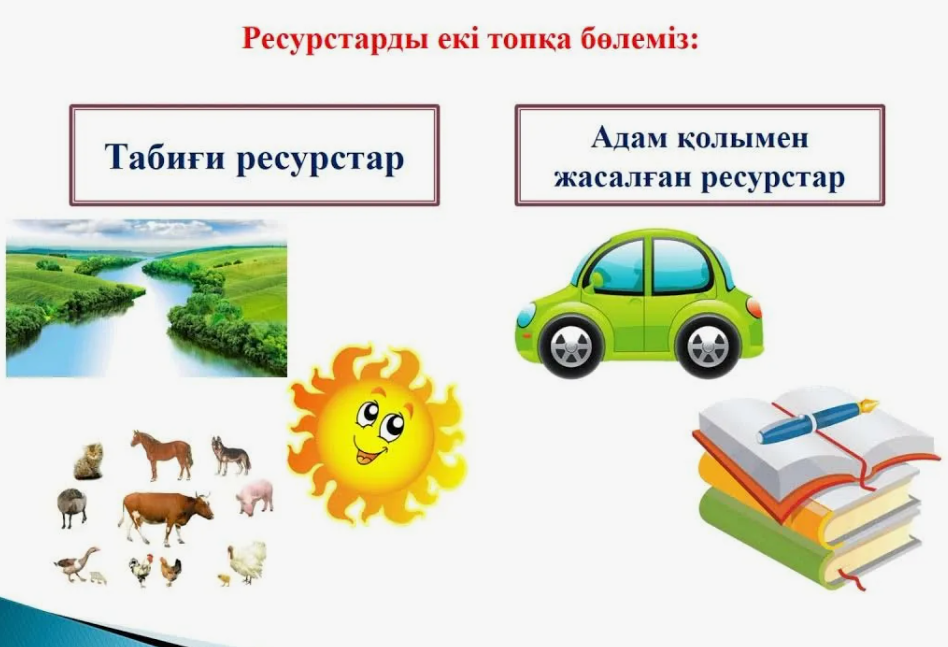 Ресурстарды екі топқа бөлеміз:
Табиғи ресурстар
Адам қолымен
жасалған ресурстар